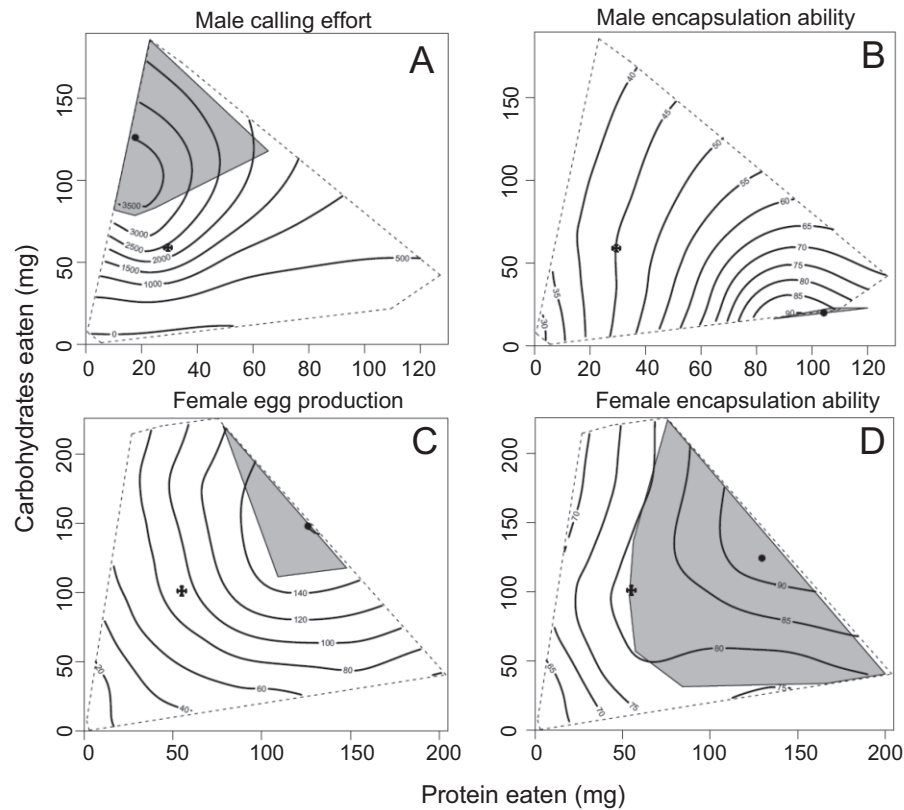 Male calling effort
A
3500
3000
2500
2000
1500
1000
500
0
0 50 100 150
0 20 40 60 80 100 120
Male encapsulation ability
B
40
45
50
55
60
65
70
75
80
85
90
35
30
0 50 100 150
0 20 40 60 80 100 120
Female egg production
C
140
120
100
80
60
40
20
0 50 100 150 200
0 50 100 150 200
Female encapsulation ability
D
70
90
85
80
75
75
70
65
0 50 100 150 200
0 50 100 150 200
Carbohydrates eaten (mg)
Protein eaten (mg)